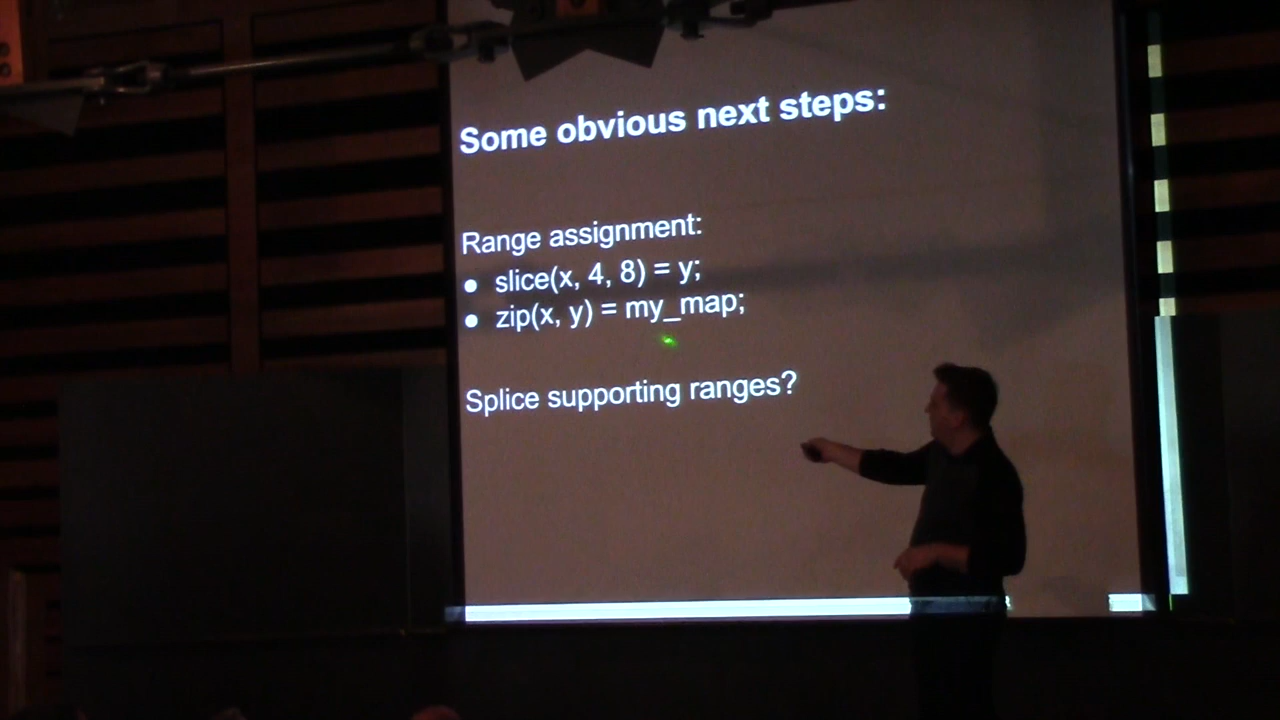 Some obvious next steps:
Range assignment:
● slice(x, 4, 8) = y;
● zip(x, y) = my_map;
Splice supporting ranges?